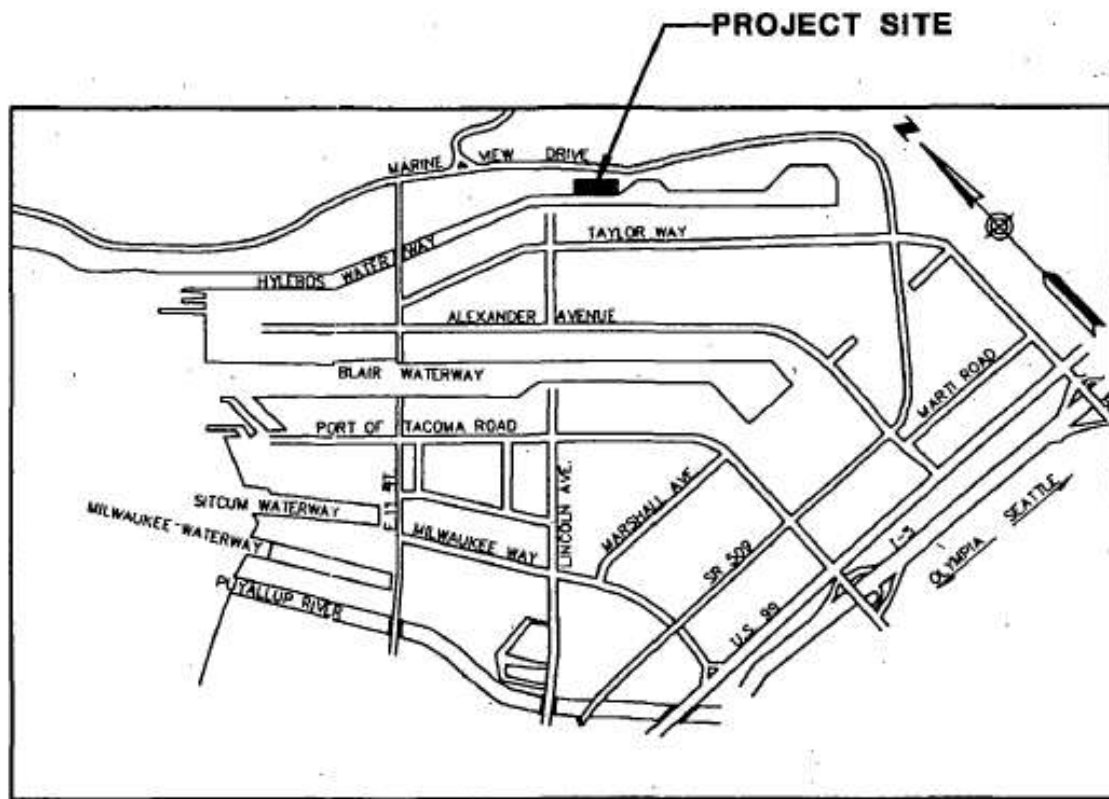 PROJECT SITE
N
MARINE VIEW DRIVE
TAYLOR WAY
HYLEBOS WATERWAY
ALEXANDER AVENUE
BLAIR WATERWAY
MARTI ROAD
PORT OF TACOMA ROAD
SITCUM WATERWAY
E 11 ST.
LINCOLN AVE.
MARSHALL AVE
MILWAUKEE WATERWAY
MILWAUKEE WAY
SR 509
I-5
OLYMPIA SEATTLE
PUYALLUP RIVER
U.S. 99